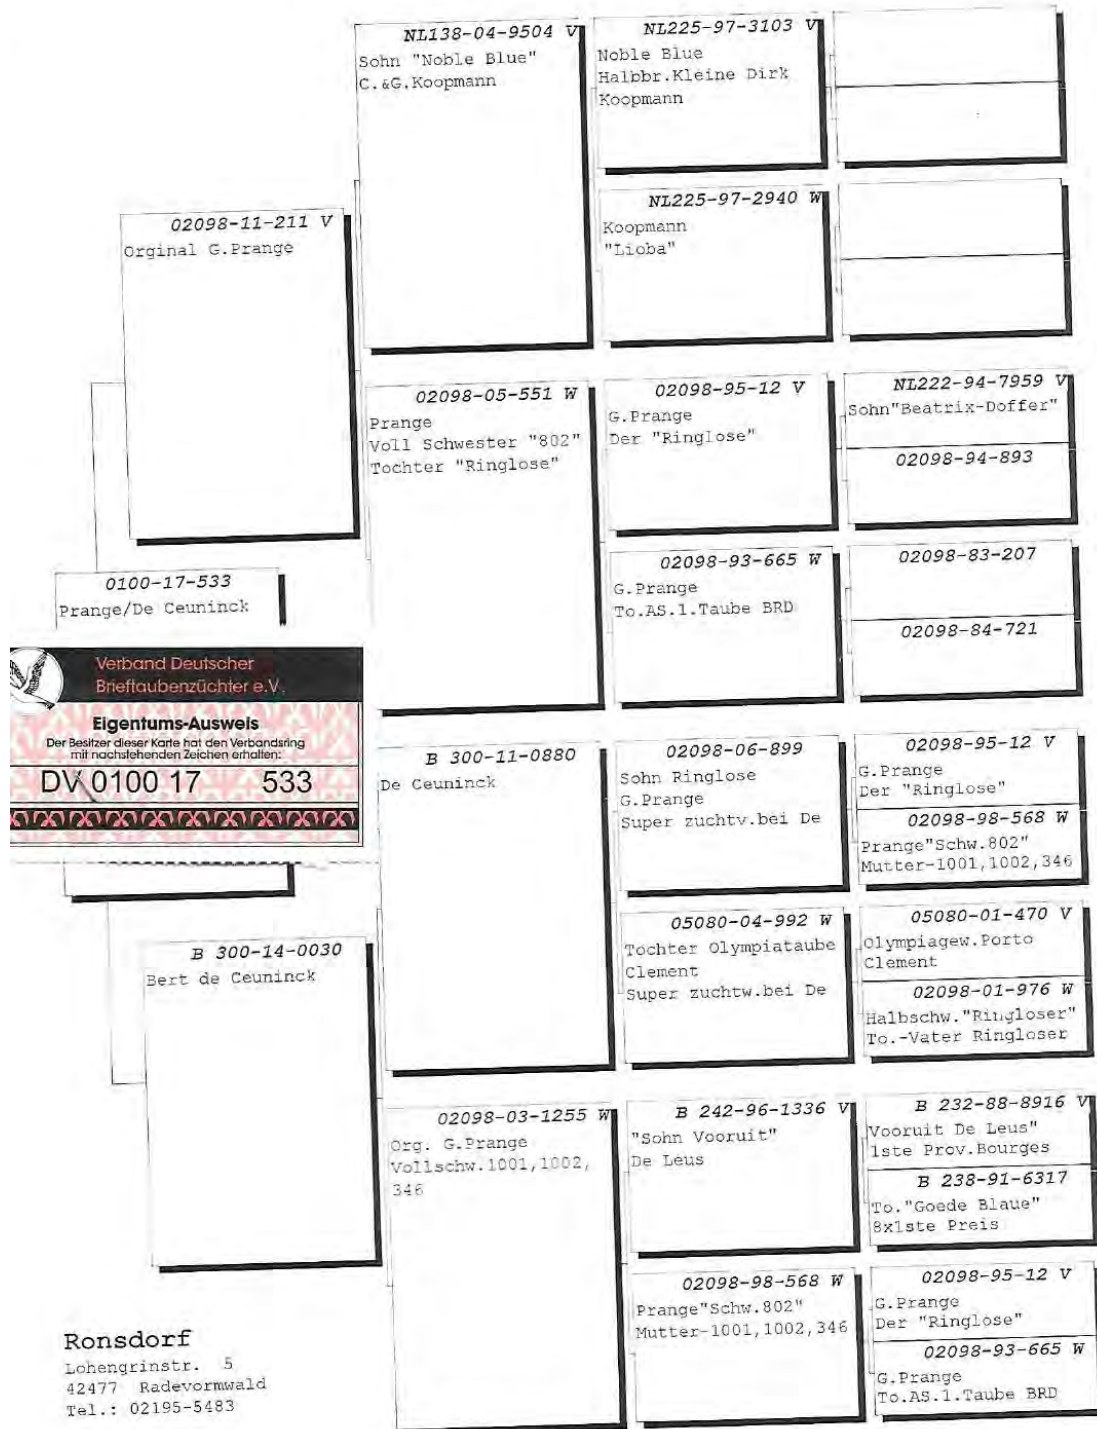 NL138-04-9504 V
Sohn "Noble Blue"
C.&G.Koopmann
NL225-97-3103 V
Noble Blue
Halbbr.Kleine Dirk
Koopmann
NL225-97-2940 W
Koopmann
"Lioba"
02098-11-211 V
Orginal G.Prange
02098-05-551 W
Prange
Voll Schwester "802"
Tochter "Ringlose"
02098-95-12 V
G.Prange
Der "Ringlose"
NL222-94-7959 V
Sohn"Beatrix-Doffer"
02098-94-893
02098-93-665 W
G.Prange
To.AS.1.Taube BRD
02098-83-207
02098-84-721
0100-17-533
Prange/De Ceuninck
Verband Deutscher
Brieftaubenzüchter e.V.
Eigentums-Ausweis
Der Besitzer dieser Karte hat den Verbandsring
mit nachstehenden Zeichen erhalten:
DV 0100 17 533
B 300-11-0880
De Ceuninck
02098-06-899
Sohn Ringlose
G.Prange
Super zuchtv.bei De
02098-95-12 V
G.Prange
Der "Ringlose"
02098-98-568 W
Prange"Schw.802"
Mutter-1001,1002,346
05080-04-992 W
Tochter Olympiataube
Clement
Super zuchtw.bei De
05080-01-470 V
Olympiagew.Porto
Clement
02098-01-976 W
Halbschw."Ringloser"
To.-Vater Ringloser
B 300-14-0030
Bert de Ceuninck
02098-03-1255 W
Org. G.Prange
Vollschw.1001,1002,
346
B 242-96-1336 V
"Sohn Vooruit"
De Leus
B 232-88-8916 V
Vooruit De Leus"
1ste Prov.Bourges
B 238-91-6317
To."Goede Blaue"
8x1ste Preis
02098-98-568 W
Prange"Schw.802"
Mutter-1001,1002,346
02098-95-12 V
G.Prange
Der "Ringlose"
02098-93-665 W
G.Prange
To.AS.1.Taube BRD
Ronsdorf
Lohengrinstr. 5
42477 Radevormwald
Tel.: 02195-5483